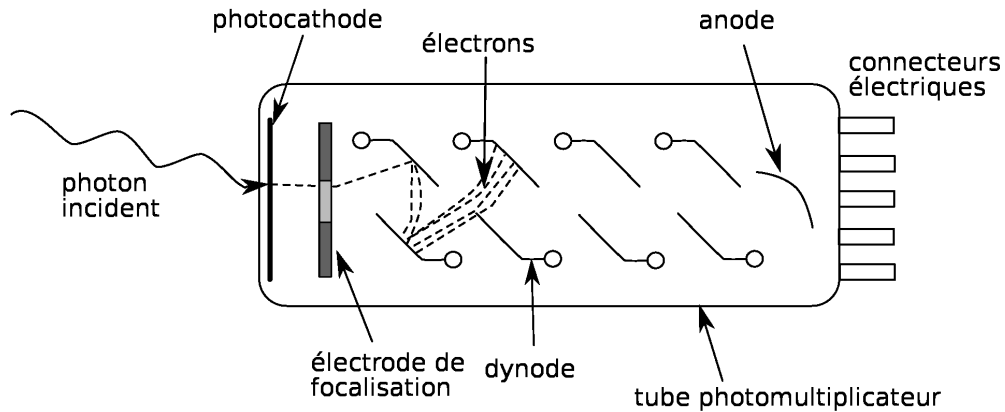 photocathode
électrons
anode
connecteurs
électriques
photon
incident
électrode de
focalisation
dynode
tube photomultiplicateur